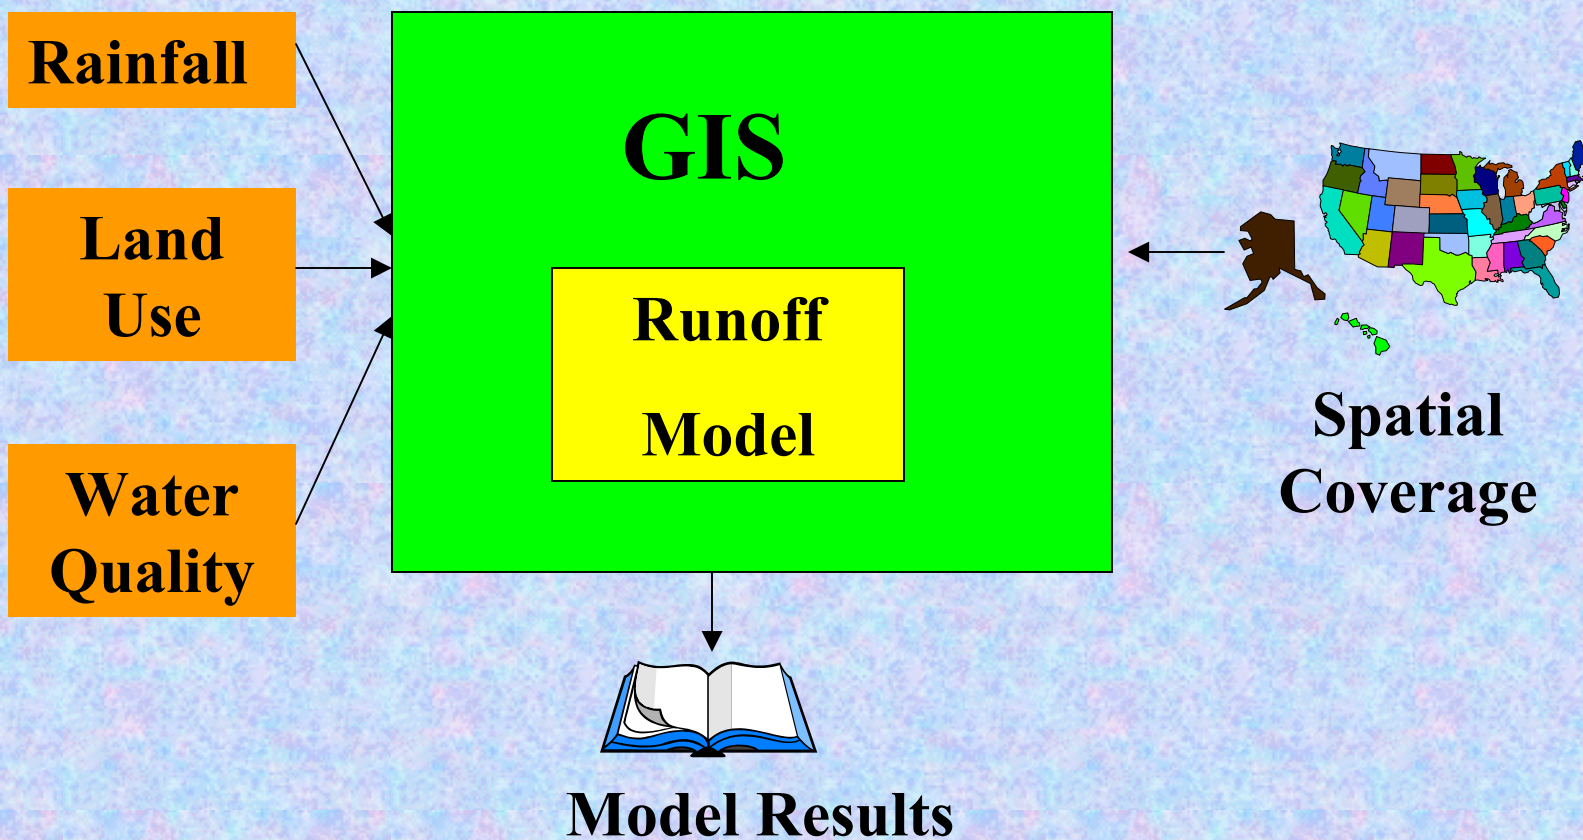 Rainfall
Land
Use
Water
Quality
GIS
Runoff
Model
Spatial
Coverage
Model Results